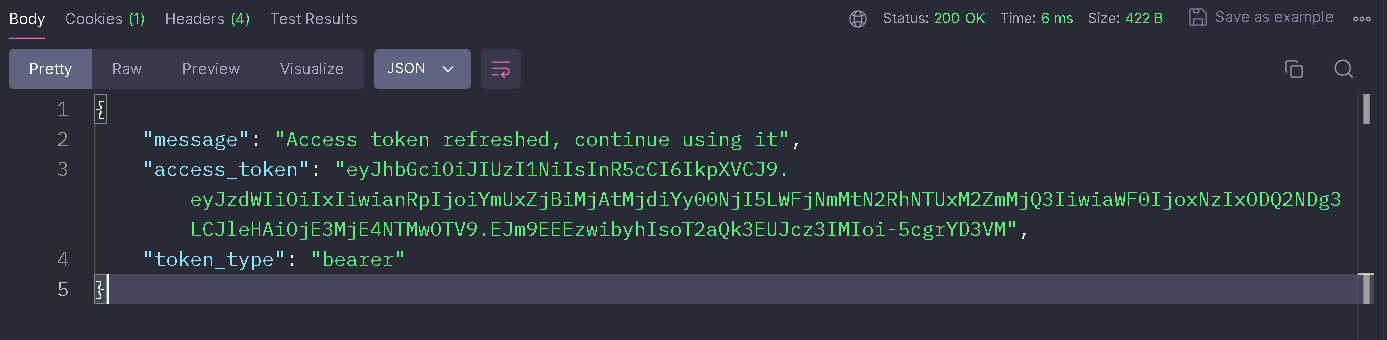 Body Cookies (1) Headers (4) Test Results Status: 200 OK Time: 6 ms Size: 422 B Save as example
Pretty Raw Preview Visualize JSON
1 {
2 "message": "Access token refreshed, continue using it",
3 "access_token": "eyJhbGciOiJIUzI1NiIsInR5cCI6IkpXVCJ9.
eyJzdWIiOiIxIiwianRpIjoiYmUxZjBiMjAtMjdiYy00NjI5LWFjNmMtN2RhNTUxM2ZmMjQ3IiwiaWF0IjoxNzIxODQ2NDg3
LCJleHAiOjE3MjE4NTMwOTV9.EJm9EEEzwibyhIsoT2aQk3EUJcz3IMIoi-5cgrYD3VM",
4 "token_type": "bearer"
5 }